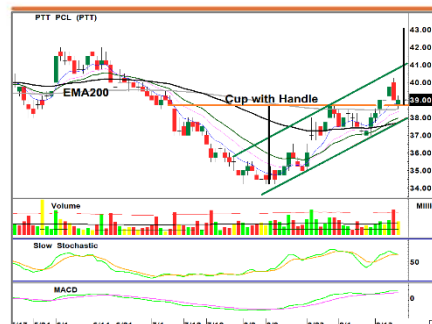 PTT PCL (PTT)
43.00
42.00
41.00
40.00
EMA200
Cup with Handle
39.00
38.00
37.00
36.00
35.00
34.00
Volume
Milli
Slow Stochastic
50
MACD
0